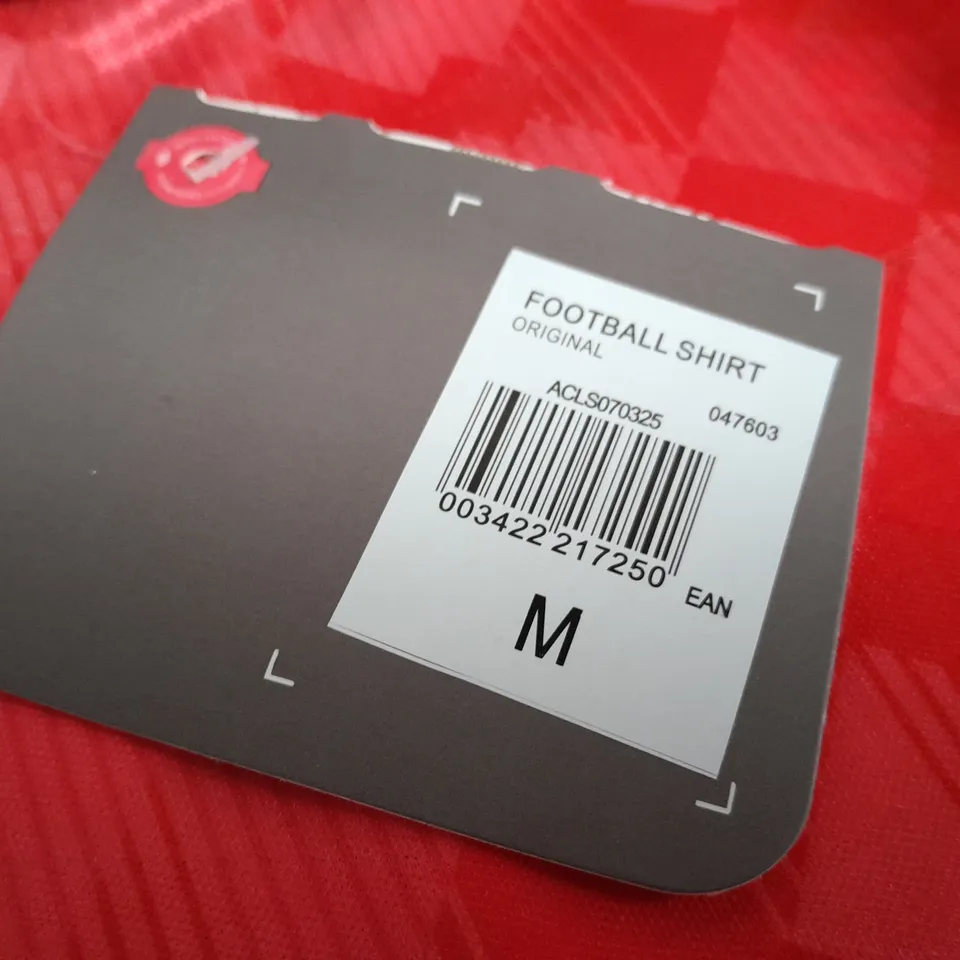 FOOTBALL SHIRT
ORIGINAL
ACLS070325 047603
003422 217250
EAN
M